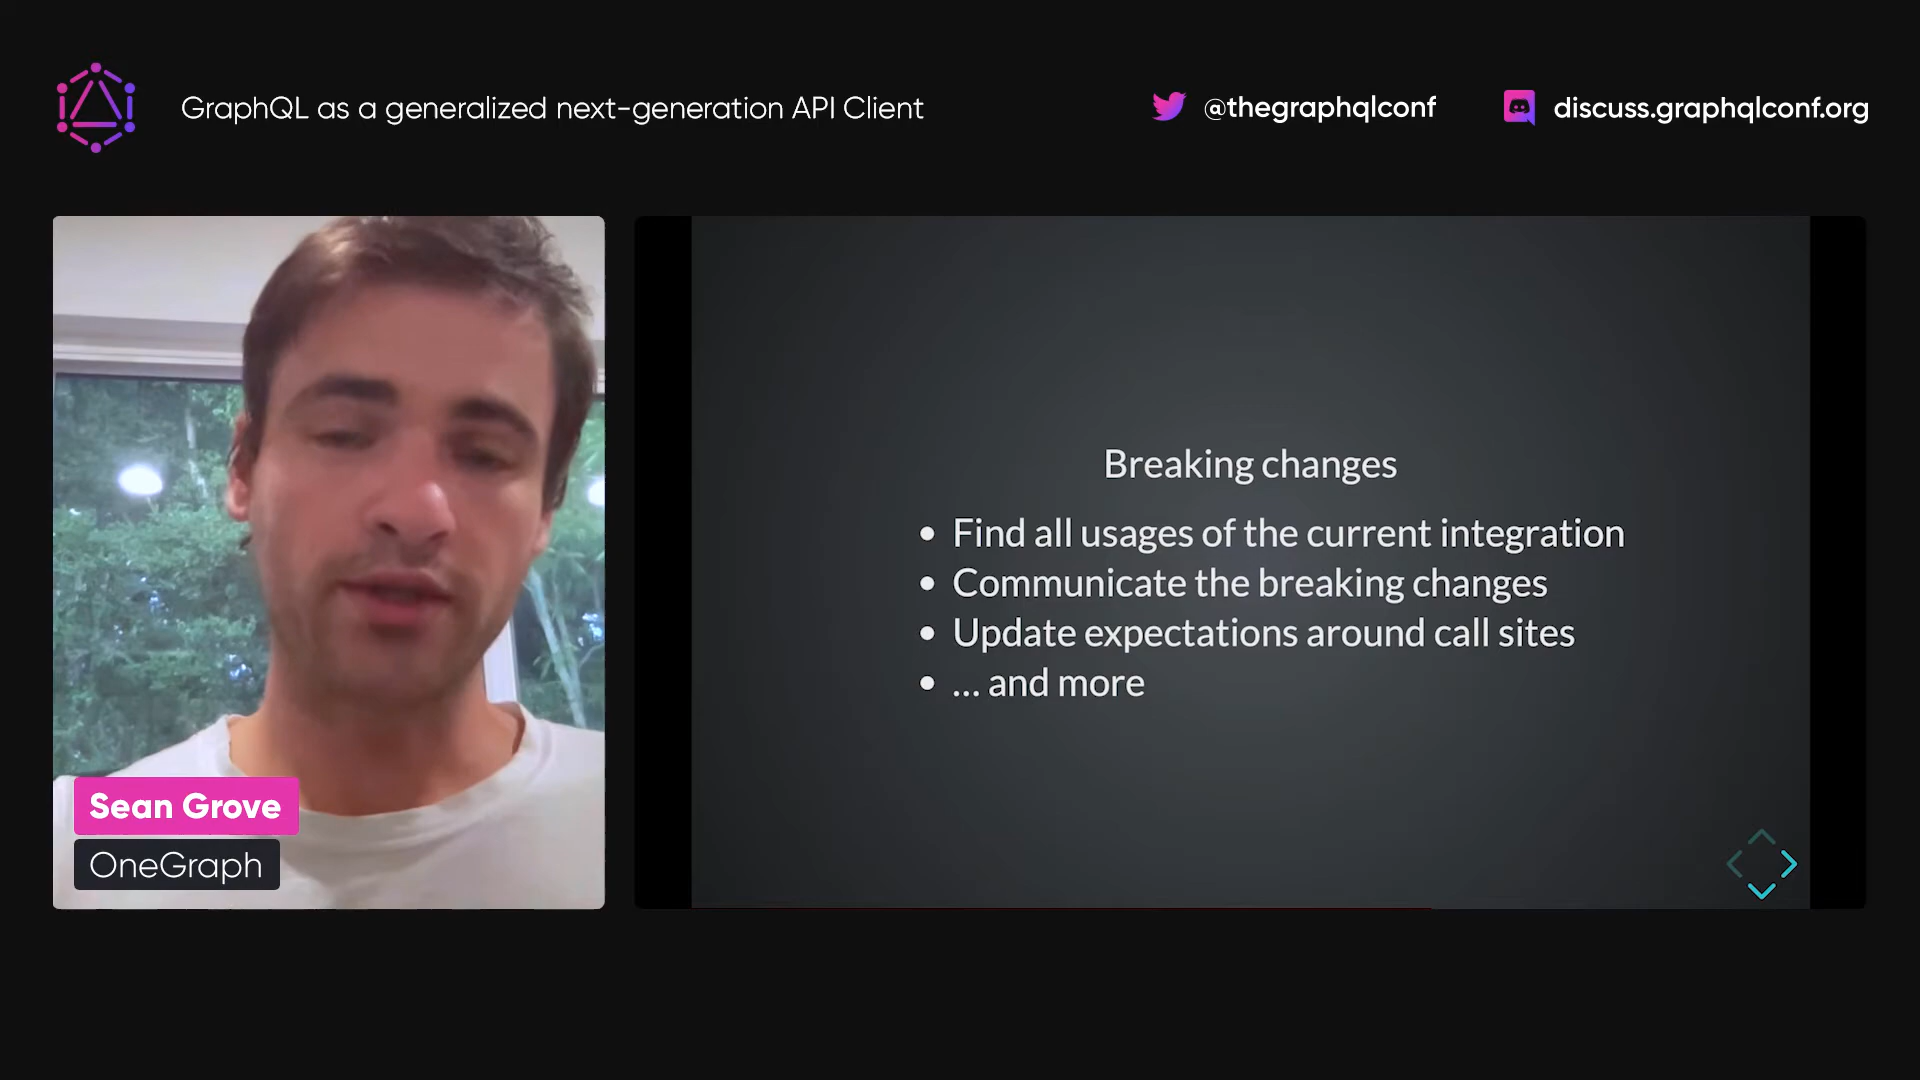 GraphQL as a generalized next-generation API Client
@thegraphqlconf
discuss.graphqlconf.org
Breaking changes
• Find all usages of the current integration
• Communicate the breaking changes
• Update expectations around call sites
• ... and more
Sean Grove
OneGraph